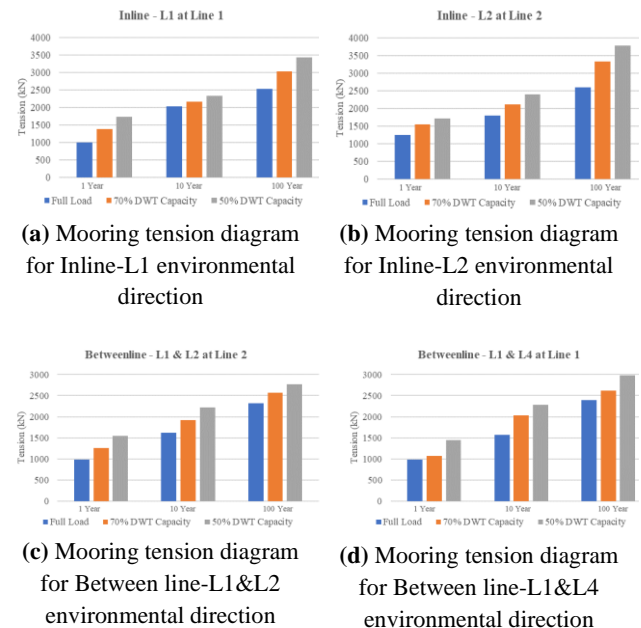 Inline - L1 at Line 1
Tension (kN)
4000
3500
3000
2500
2000
1500
1000
500
0
1 Year
10 Year
100 Year
Full Load
70% DWT Capacity
50% DWT Capacity
(a) Mooring tension diagram
for Inline-L1 environmental
direction
Inline - L2 at Line 2
Tension (kN)
4000
3500
3000
2500
2000
1500
1000
500
0
1 Year
10 Year
100 Year
Full Load
70% DWT Capacity
50% DWT Capacity
(b) Mooring tension diagram
for Inline-L2 environmental
direction
Betweenline - L1 & L2 at Line 2
Tension (kN)
3000
2500
2000
1500
1000
500
0
1 Year
10 Year
100 Year
Full Load
70% DWT Capacity
50% DWT Capacity
(c) Mooring tension diagram
for Between line-L1&L2
environmental direction
Betweenline - L1 & L4 at Line 1
Tension (kN)
3000
2500
2000
1500
1000
500
0
1 Year
10 Year
100 Year
Full Load
70% DWT Capacity
50% DWT Capacity
(d) Mooring tension diagram
for Between line-L1&L4
environmental direction